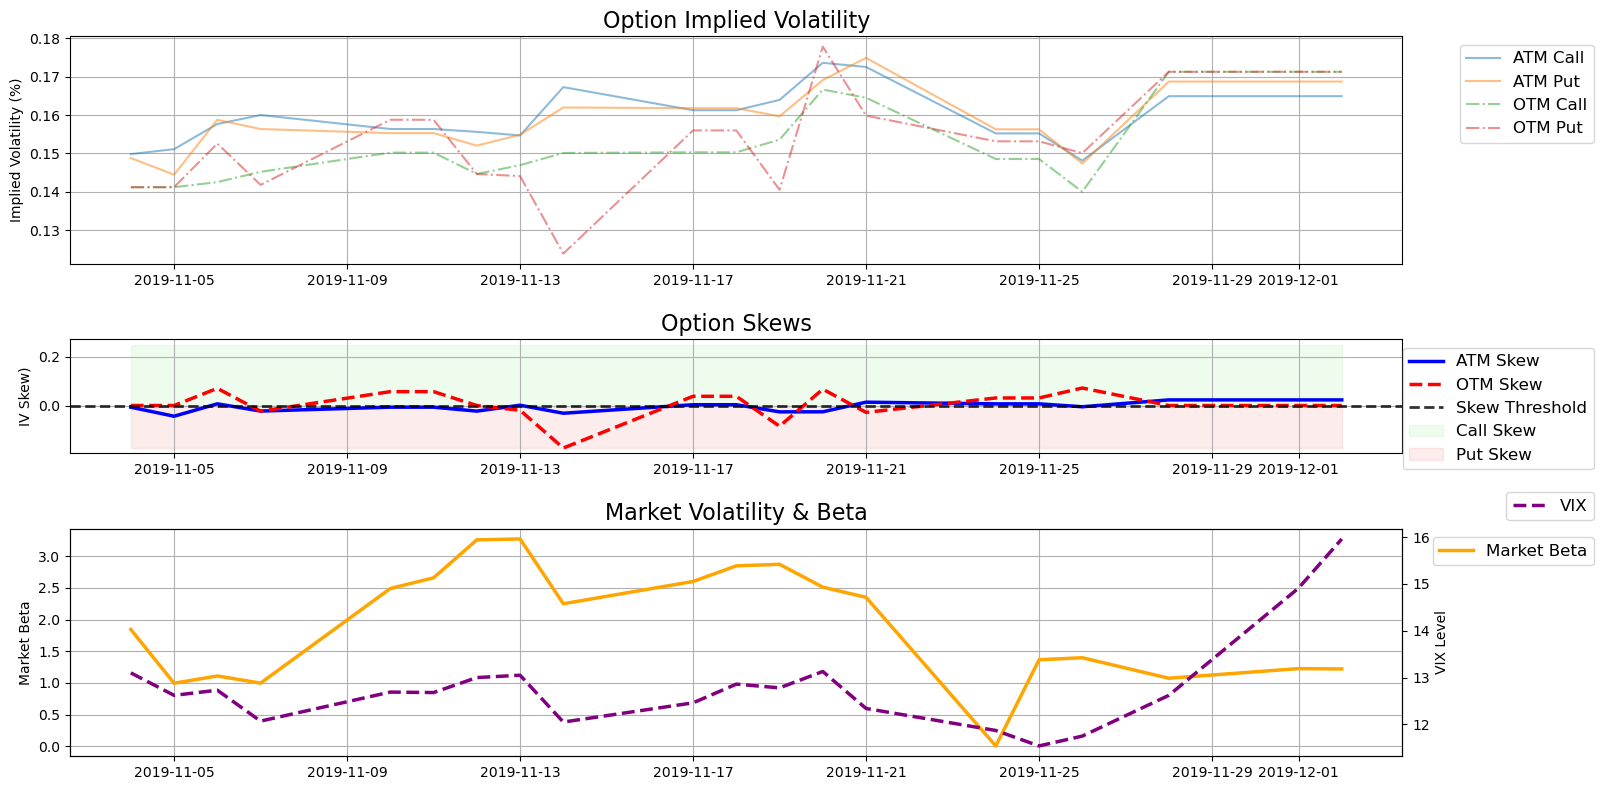 Option Implied Volatility
Implied Volatility (%)
0.18
0.17
0.16
0.15
0.14
0.13
2019-11-05 2019-11-09 2019-11-13 2019-11-17 2019-11-21 2019-11-25 2019-11-29 2019-12-01
ATM Call
ATM Put
OTM Call
OTM Put
Option Skews
IV Skew)
0.2
0.0
2019-11-05 2019-11-09 2019-11-13 2019-11-17 2019-11-21 2019-11-25 2019-11-29 2019-12-01
ATM Skew
OTM Skew
Skew Threshold
Call Skew
Put Skew
Market Volatility & Beta
Market Beta
3.0
2.5
2.0
1.5
1.0
0.5
0.0
2019-11-05 2019-11-09 2019-11-13 2019-11-17 2019-11-21 2019-11-25 2019-11-29 2019-12-01
16
15
14
13
12
VIX Level
VIX
Market Beta